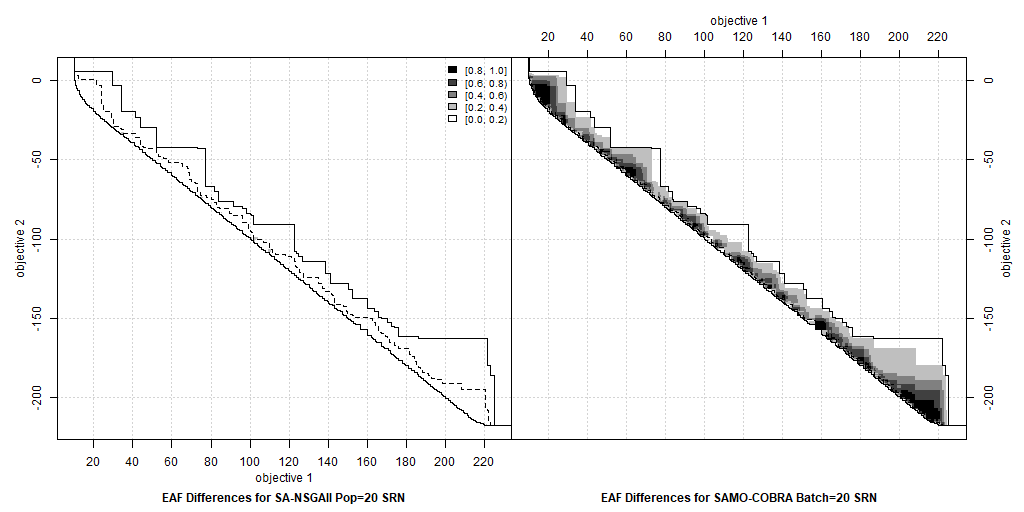 objective 1
20 40 60 80 100 120 140 160 180 200 220
[0.8, 1.0]
[0.6, 0.8)
[0.4, 0.6)
[0.2, 0.4)
[0.0, 0.2)
0
-50
-100
-150
-200
objective 2
0
-50
-100
-150
-200
objective 2
20 40 60 80 100 120 140 160 180 200 220
objective 1
EAF Differences for SA-NSGAII Pop=20 SRN
EAF Differences for SAMO-COBRA Batch=20 SRN